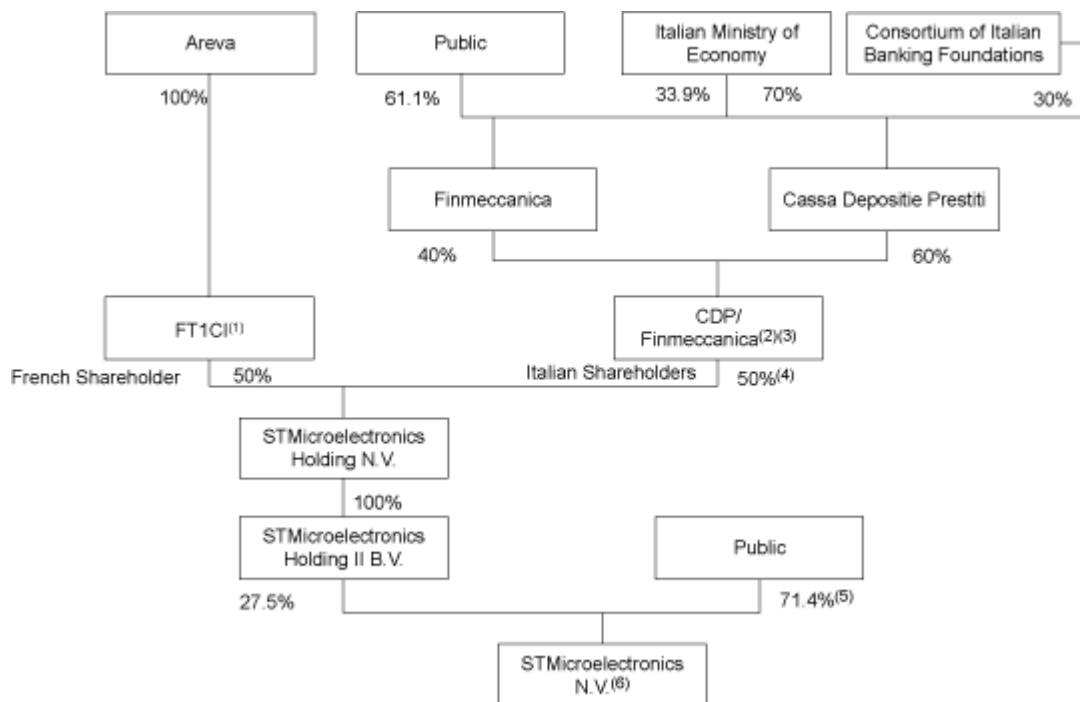 Areva
Public
Italian Ministry of
Economy
Consortium of Italian
Banking Foundations
100%
61.1%
33.9%
70%
30%
Finmeccanica
Cassa Depositie Prestiti
40%
60%
FT1CI(1)
CDP/
Finmeccanica(2)(3)
French Shareholder
50%
Italian Shareholders
50%(4)
STMicroelectronics
Holding N.V.
100%
STMicroelectronics
Holding II B.V.
Public
27.5%
71.4%(5)
STMicroelectronics
N.V.(6)